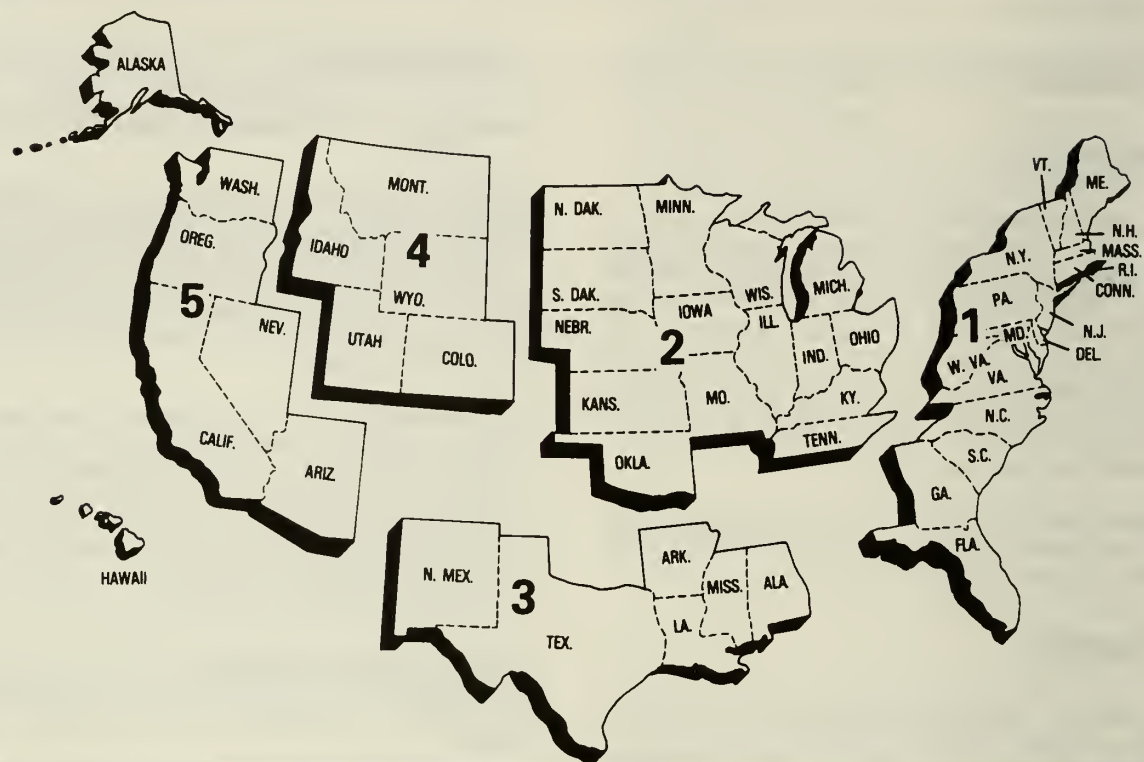 ALASKA
WASH.
OREG.
5
NEV.
CALIF.
ARIZ.
HAWAII
MONT.
IDAHO
4
WYO.
UTAH
COLO.
N. DAK.
MINN.
S. DAK.
WIS.
MICH.
IOWA
NEBR.
2
ILL.
IND.
OHIO
KANS.
MO.
KY.
TENN.
OKLA.
N. MEX.
3
TEX.
ARK.
MISS.
ALA
LA.
VT.
ME.
N.H.
MASS.
N.Y.
R.I.
CONN.
PA.
1
N.J.
MD.
DEL.
W. VA.
VA.
N.C.
S.C.
GA.
FLA.